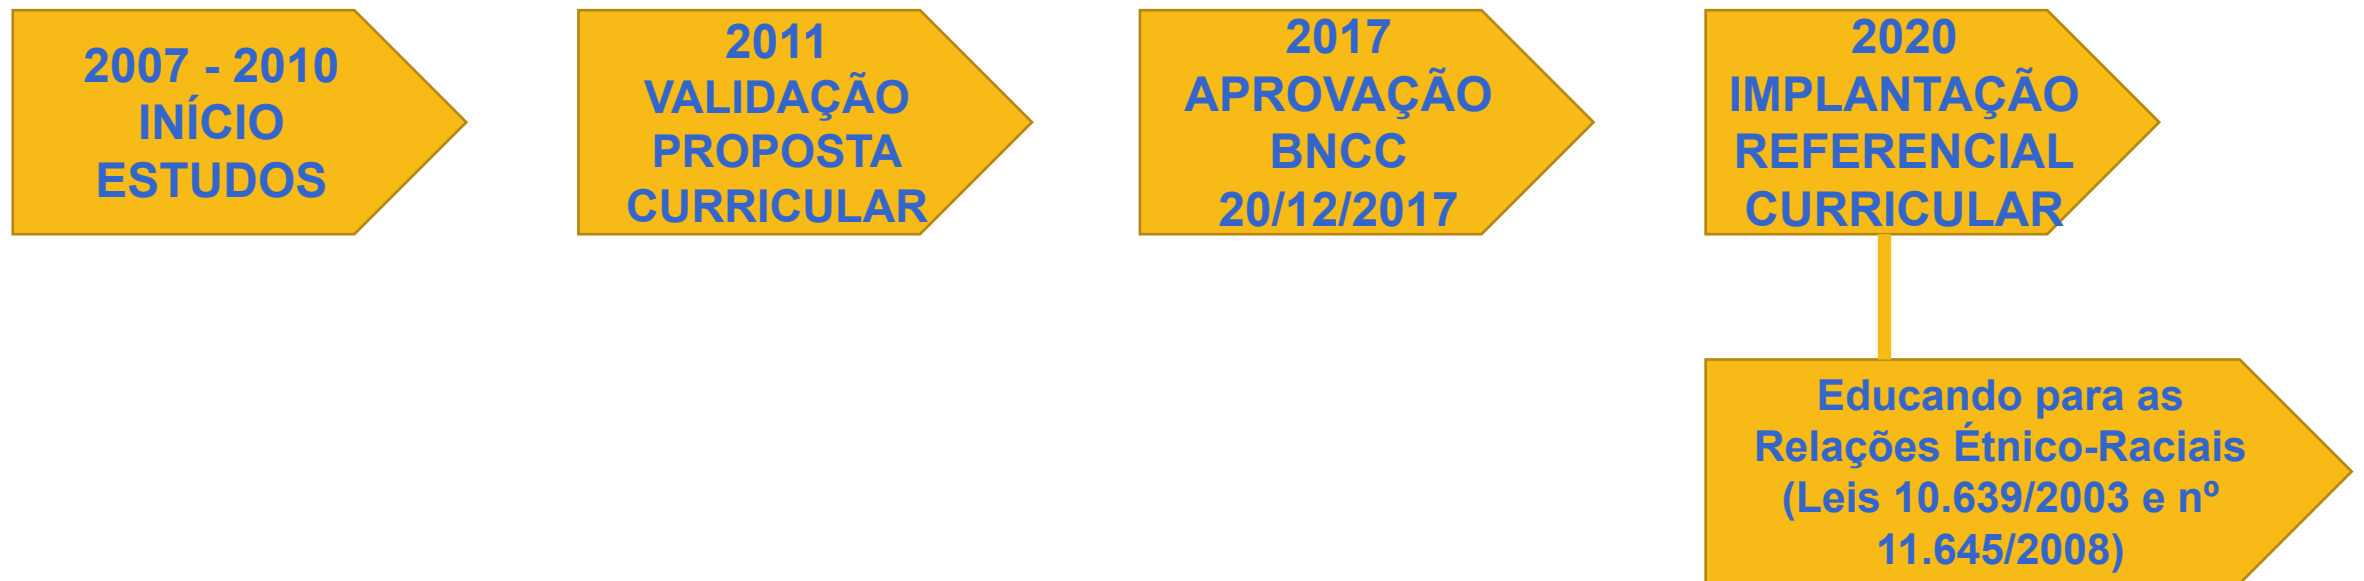 2007 - 2010
INÍCIO
ESTUDOS
2011
VALIDAÇÃO
PROPOSTA
CURRICULAR
2017
APROVAÇÃO
BNCC
20/12/2017
2020
IMPLANTAÇÃO
REFERENCIAL
CURRICULAR
Educando para as
Relações Étnico-Raciais
(Leis 10.639/2003 e nº
11.645/2008)